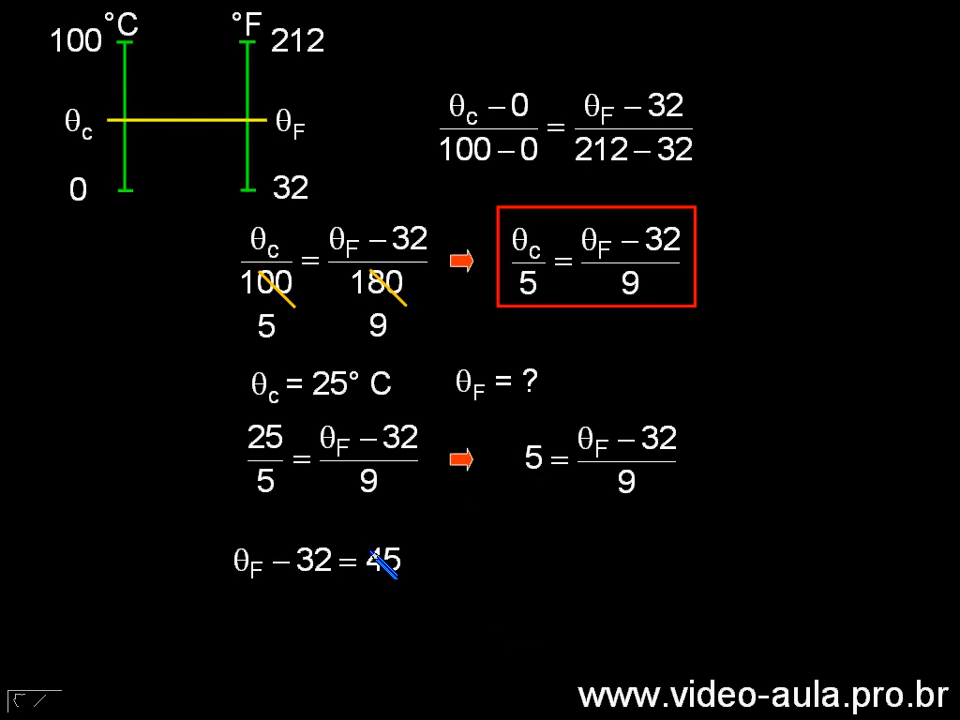 °C °F
100 212
θc θF
0 32
θc – 0 / 100 – 0 = θF – 32 / 212 – 32
θc / 100 = θF – 32 / 180 θc / 5 = θF – 32 / 9
5 9
θc = 25° C θF = ?
25 / 5 = θF – 32 / 9 5 = θF – 32 / 9
θF – 32 = 45
www.video-aula.pro.br